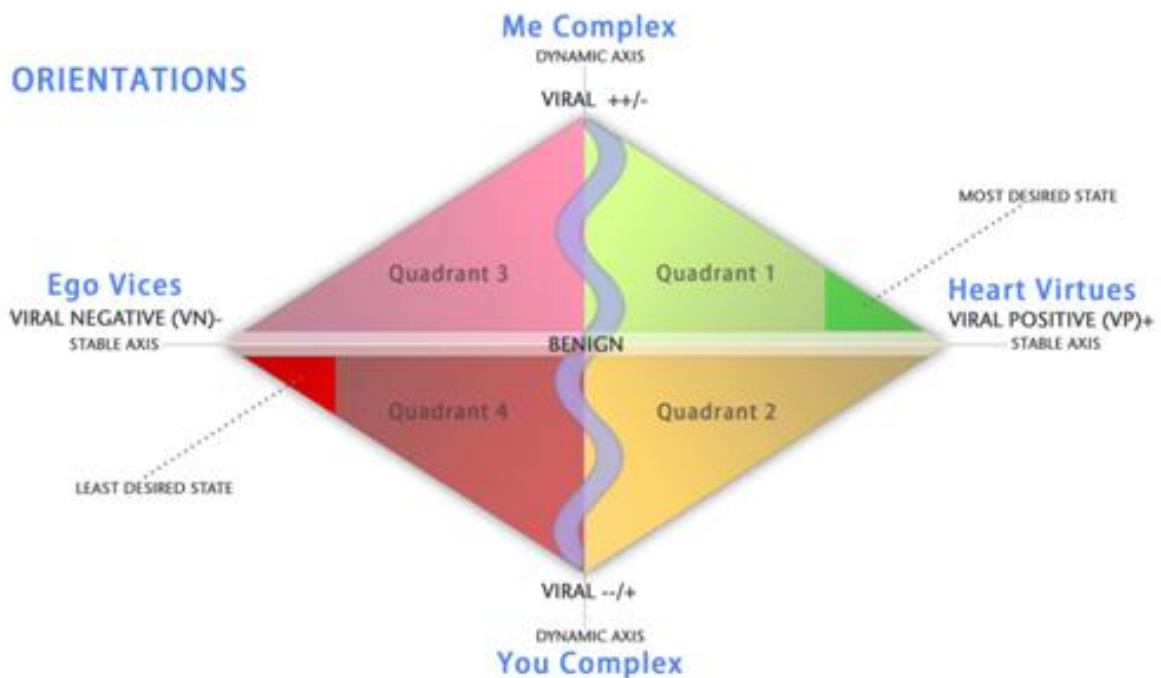 Me Complex
DYNAMIC AXIS
ORIENTATIONS
VIRAL ++/-
MOST DESIRED STATE
Quadrant 3
Quadrant 1
Ego Vices
Heart Virtues
VIRAL NEGATIVE (VN)-
VIRAL POSITIVE (VP)+
STABLE AXIS
BENIGN
STABLE AXIS
Quadrant 4
Quadrant 2
LEAST DESIRED STATE
VIRAL --/+
DYNAMIC AXIS
You Complex